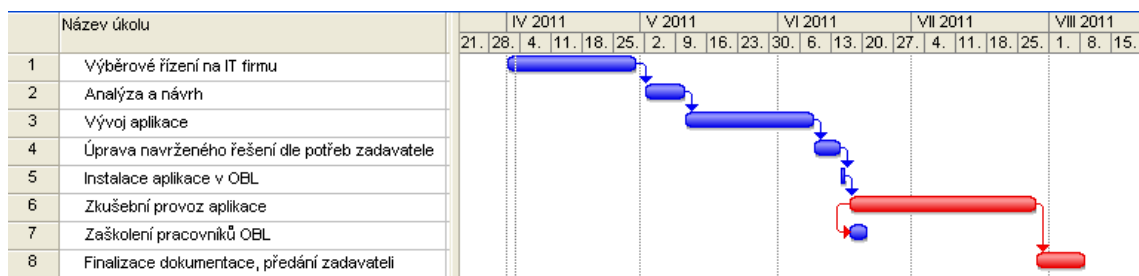 Název úkolu
IV 2011 V 2011 VI 2011 VII 2011 VIII 2011
21. 28. 4. 11. 18. 25. 2. 9. 16. 23. 30. 6. 13. 20. 27. 4. 11. 18. 25. 1. 8. 15.
1 Výběrové řízení na IT firmu
2 Analýza a návrh
3 Vývoj aplikace
4 Úprava navrženého řešení dle potřeb zadavatele
5 Instalace aplikace v OBL
6 Zkušební provoz aplikace
7 Zaškolení pracovníků OBL
8 Finalizace dokumentace, předání zadavateli